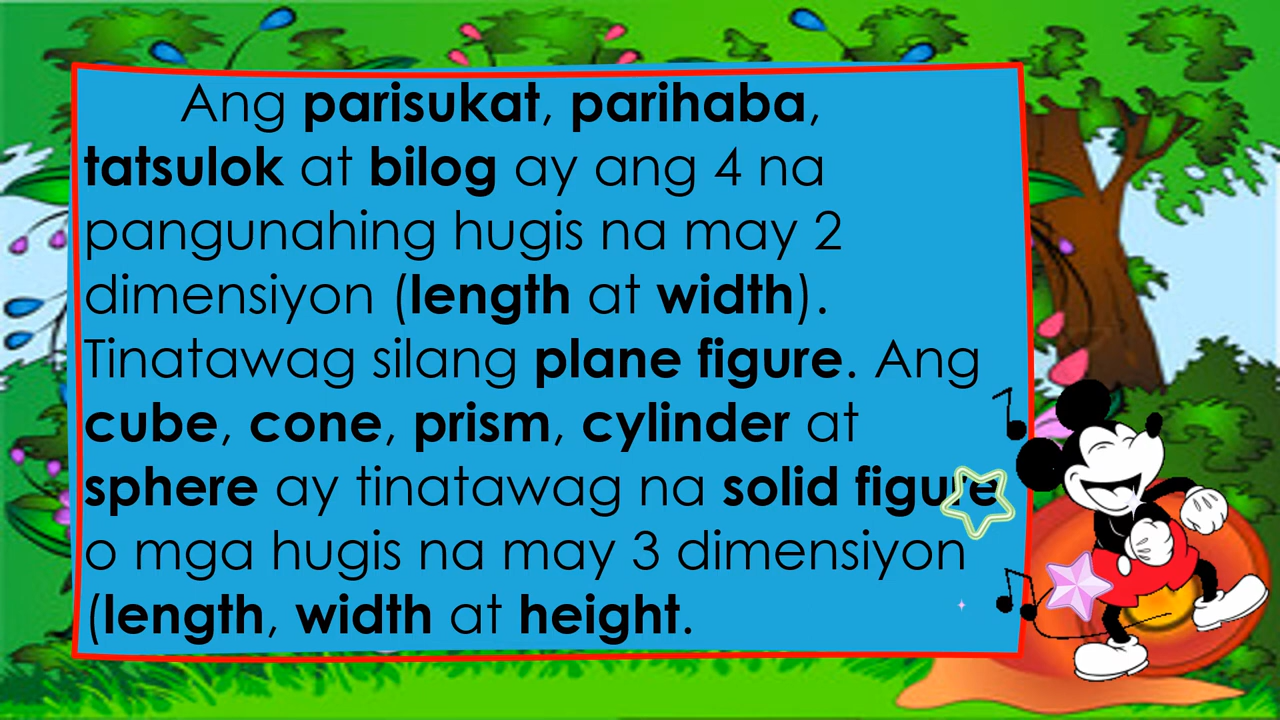 Ang parisukat, parihaba,
tatsulok at bilog ay ang 4 na
pangunahing hugis na may 2
dimensiyon (length at width).
Tinatawag silang plane figure. Ang
cube, cone, prism, cylinder at
sphere ay tinatawag na solid figure
o mga hugis na may 3 dimensiyon
(length, width at height.